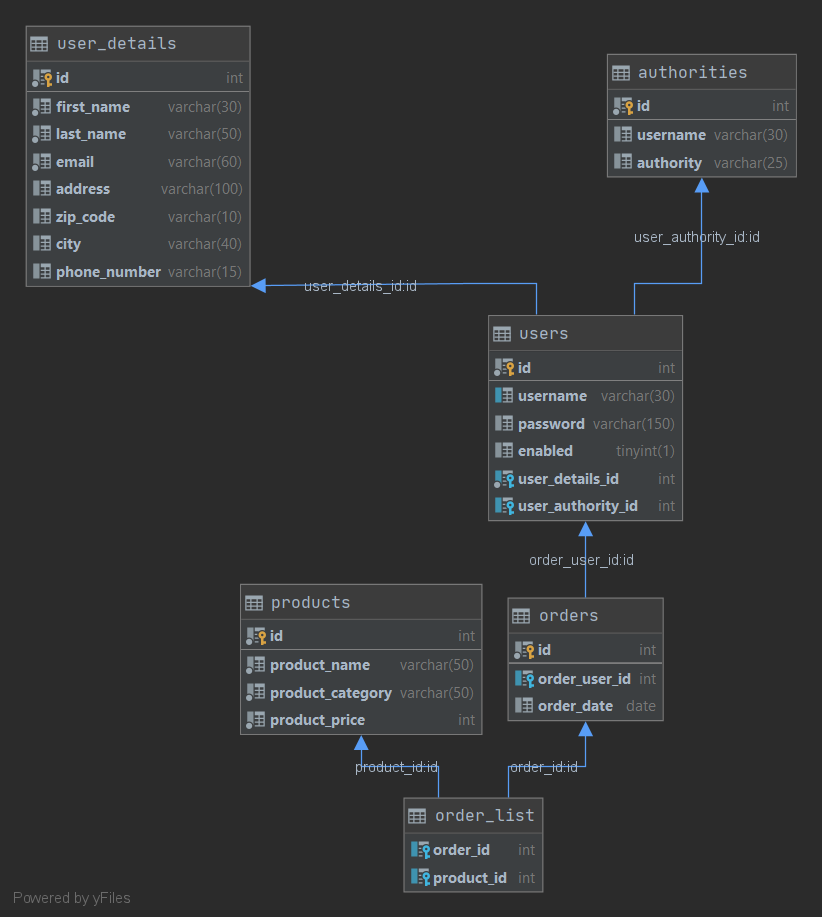 user_details
id int
first_name varchar(30)
last_name varchar(50)
email varchar(60)
address varchar(100)
zip_code varchar(10)
city varchar(40)
phone_number varchar(15)
authorities
id int
username varchar(30)
authority varchar(25)
user_authority_id:id
user_details_id:id
users
id int
username varchar(30)
password varchar(150)
enabled tinyint(1)
user_details_id int
user_authority_id int
order_user_id:id
products
id int
product_name varchar(50)
product_category varchar(50)
product_price int
orders
id int
order_user_id int
order_date date
product_id:id
order_id:id
order_list
order_id int
product_id int
Powered by yFiles